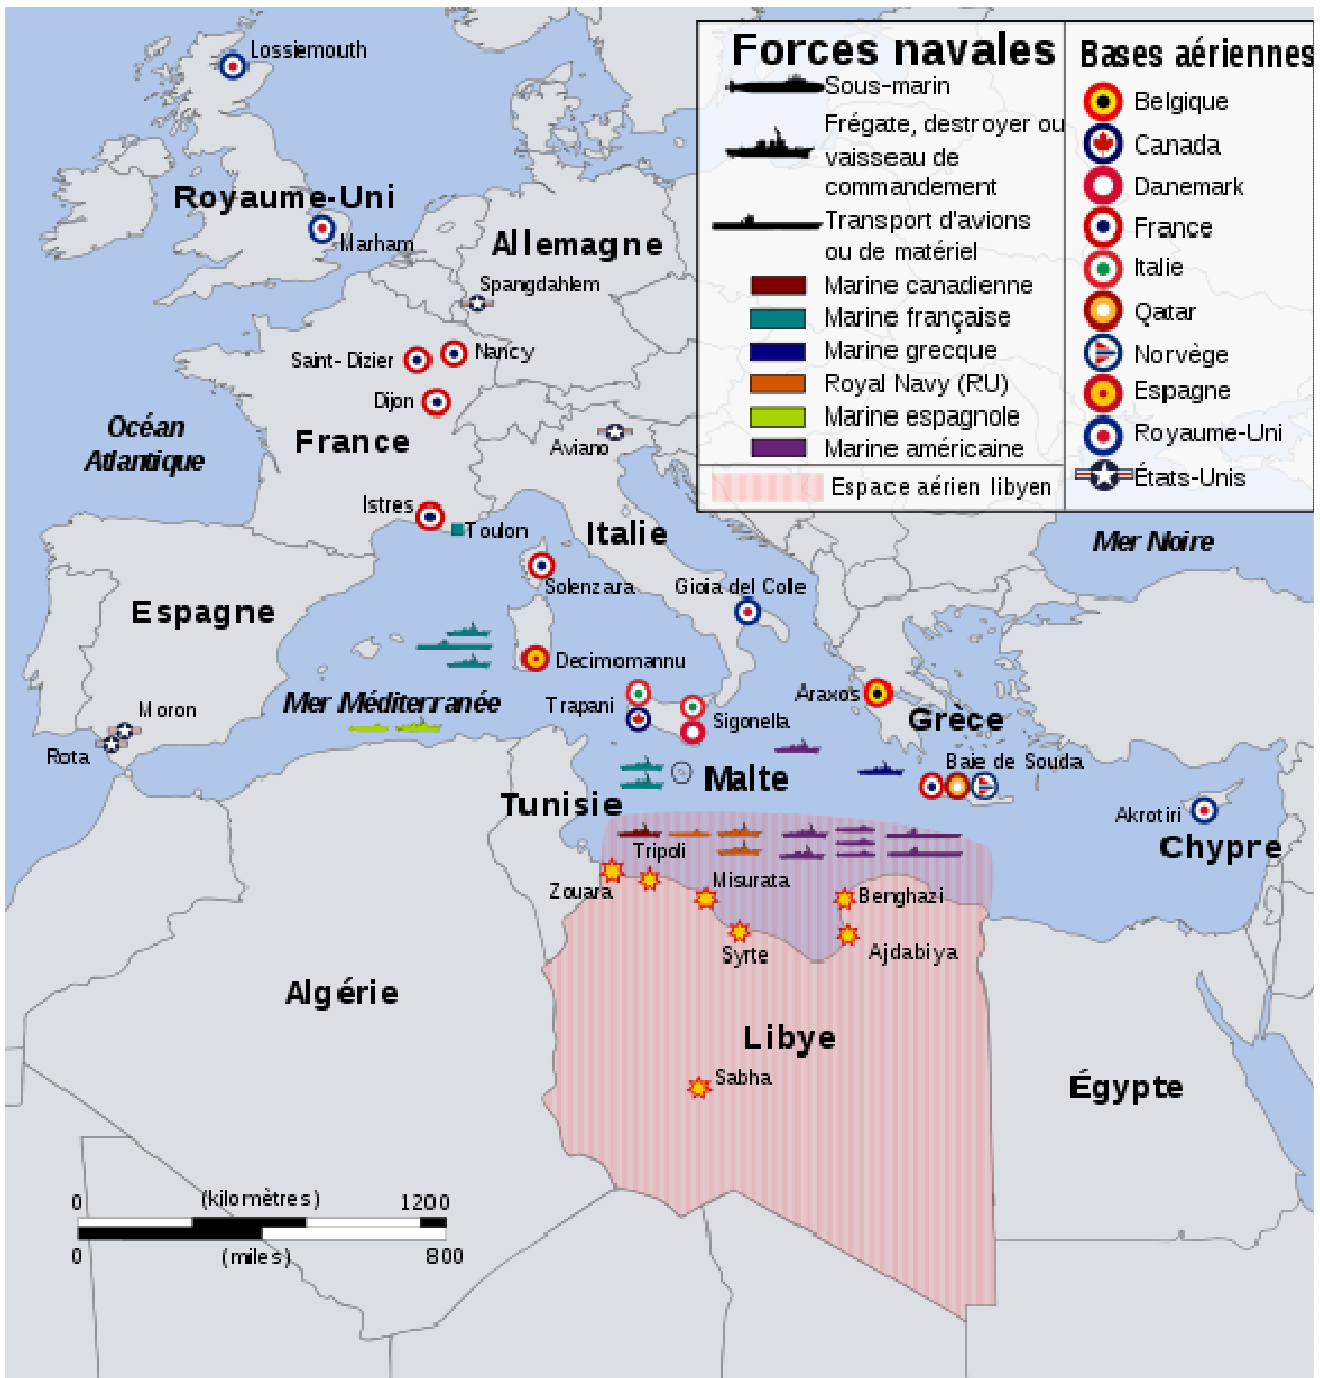 Forces navales
Sous-marin
Frégate, destroyer ou
vaisseau de
commandement
Transport d'avions
ou de matériel
Marine canadienne
Marine française
Marine grecque
Royal Navy (RU)
Marine espagnole
Marine américaine
Espace aérien libyen
Bases aériennes
Belgique
Canada
Danemark
France
Italie
Qatar
Norvège
Espagne
Royaume-Uni
États-Unis
Lossiemouth
Royaume-Uni
Marham
Allemagne
Spangdahlem
Saint-Dizier
Nancy
Dijon
Océan
Atlantique
France
Aviano
Istres
Toulon
Italie
Mer Noire
Solenzara
Gioia del Cole
Espagne
Decimomannu
Mer Méditerranée
Moron
Rota
Trapani
Sigonella
Araxos
Grèce
Baie de Souda
Malte
Tunisie
Akrotiri
Chypre
Tripoli
Zouara
Misurata
Benghazi
Syrte
Ajdabiya
Algérie
Libye
Sabha
Égypte
0 (kilomètres) 1200
0 (miles) 800